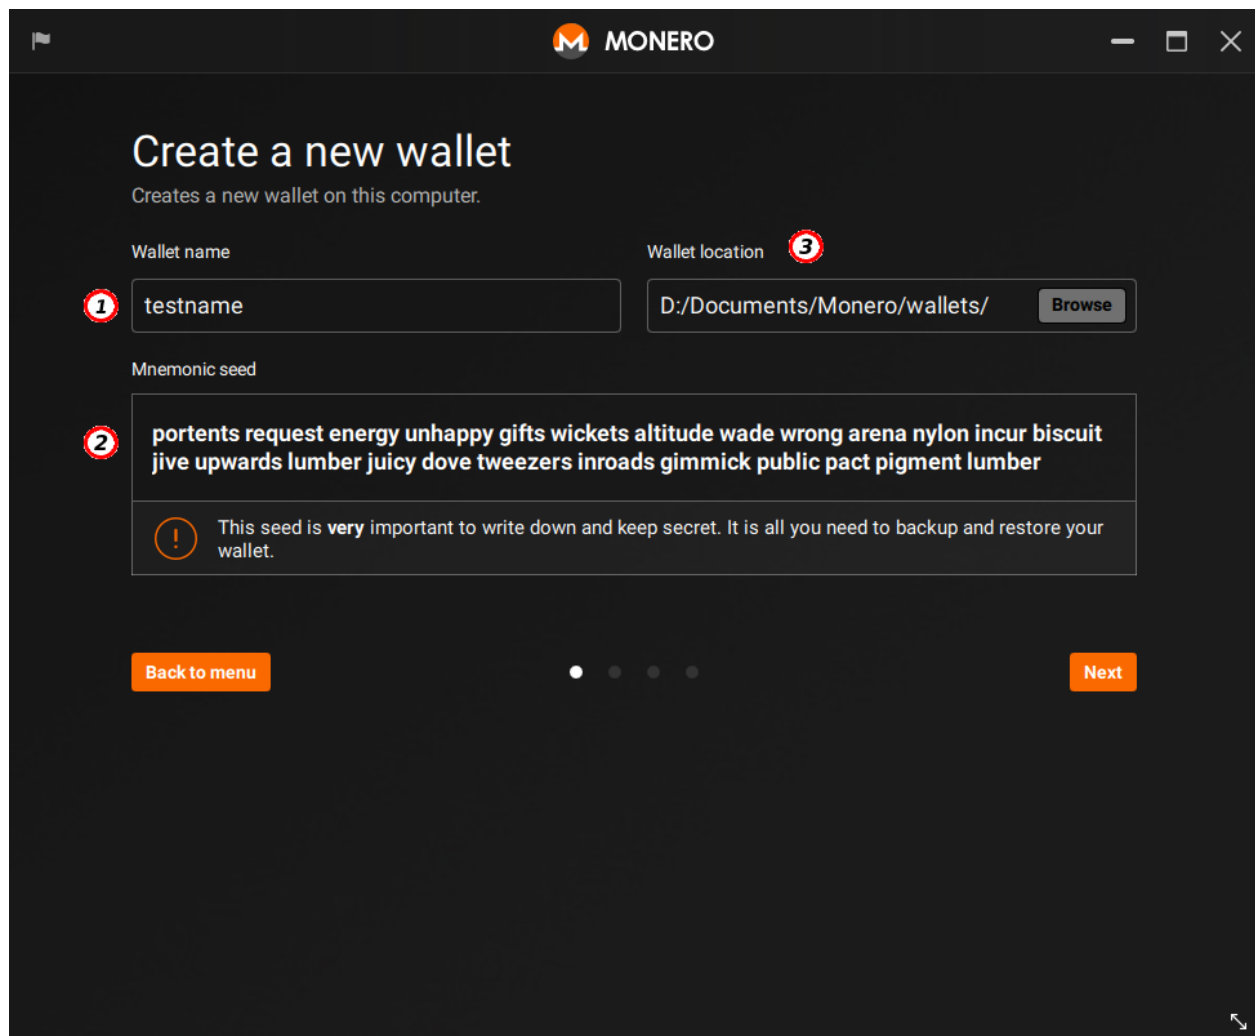 MONERO
Create a new wallet
Creates a new wallet on this computer.
Wallet name
Wallet location 3
1 testname
D:/Documents/Monero/wallets/ Browse
Mnemonic seed
2 portents request energy unhappy gifts wickets altitude wade wrong arena nylon incur biscuit
jive upwards lumber juicy dove tweezers inroads gimmick public pact pigment lumber
! This seed is very important to write down and keep secret. It is all you need to backup and restore your
wallet.
Back to menu
Next